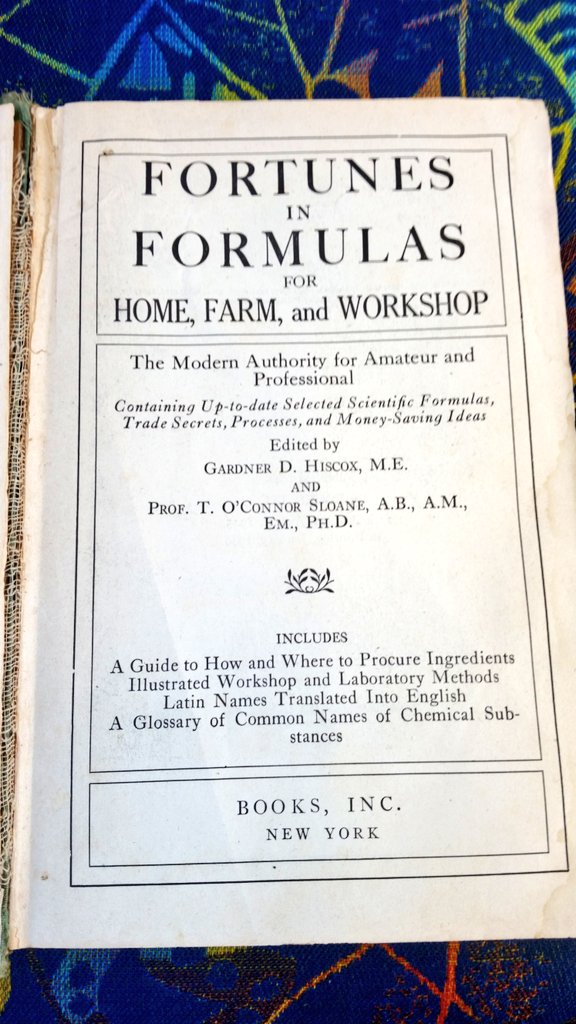 FORTUNES
IN
FORMULAS
FOR
HOME, FARM, and WORKSHOP
The Modern Authority for Amateur and
Professional
Containing Up-to-date Selected Scientific Formulas,
Trade Secrets, Processes, and Money-Saving Ideas
Edited by
GARDNER D. HISCOX, M.E.
AND
PROF. T. O'CONNOR SLOANE, A.B., A.M.,
EM., PH.D.
INCLUDES
A Guide to How and Where to Procure Ingredients
Illustrated Workshop and Laboratory Methods
Latin Names Translated Into English
A Glossary of Common Names of Chemical Sub-
stances
BOOKS, INC.
NEW YORK